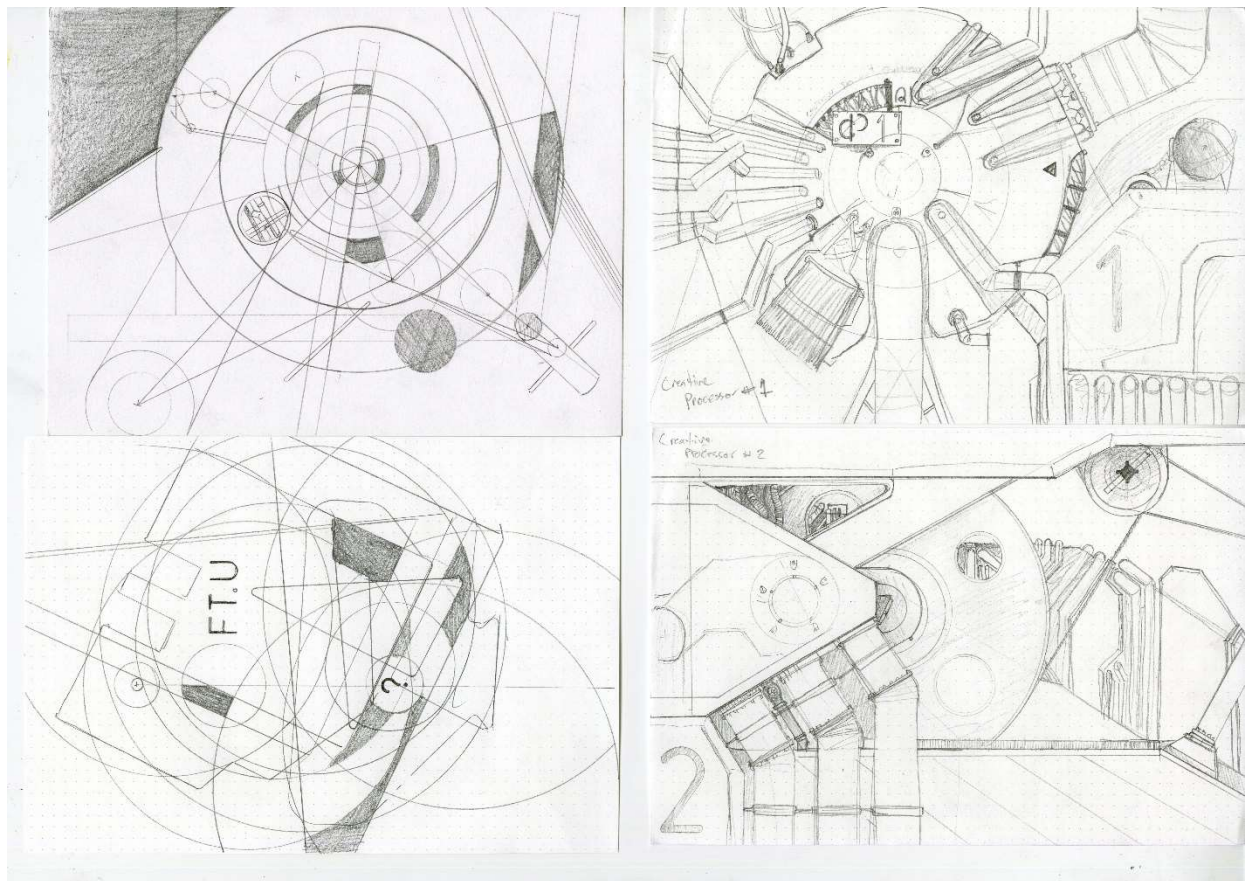 Creative
Processor # 1
1
FT.U
?
Creative
Processor # 2
2